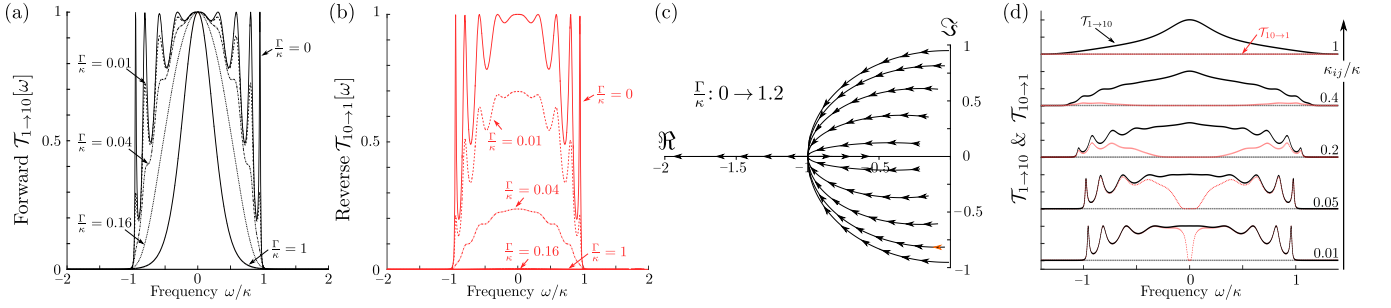 (a)
Forward 𝒯₁→₁₀[ω]
1
0.5
0
Γ/κ = 0
Γ/κ = 0.01
Γ/κ = 0.04
Γ/κ = 0.16
Γ/κ = 1
−2 −1 0 1 2
Frequency ω/κ
(b)
Reverse 𝒯₁₀→₁[ω]
1
0.5
0
Γ/κ = 0
Γ/κ = 0.01
Γ/κ = 0.04
Γ/κ = 0.16
Γ/κ = 1
−2 −1 0 1 2
Frequency ω/κ
(c)
ℑ
Γ/κ: 0 → 1.2
ℜ
−2 −1.5 −1 −0.5
1
0.5
0
−0.5
−1
(d)
𝒯₁→₁₀ & 𝒯₁₀→₁
𝒯₁→₁₀
𝒯₁₀→₁
1
κᵢⱼ/κ
0.4
0.2
0.05
0.01
−1 0 1
Frequency ω/κ